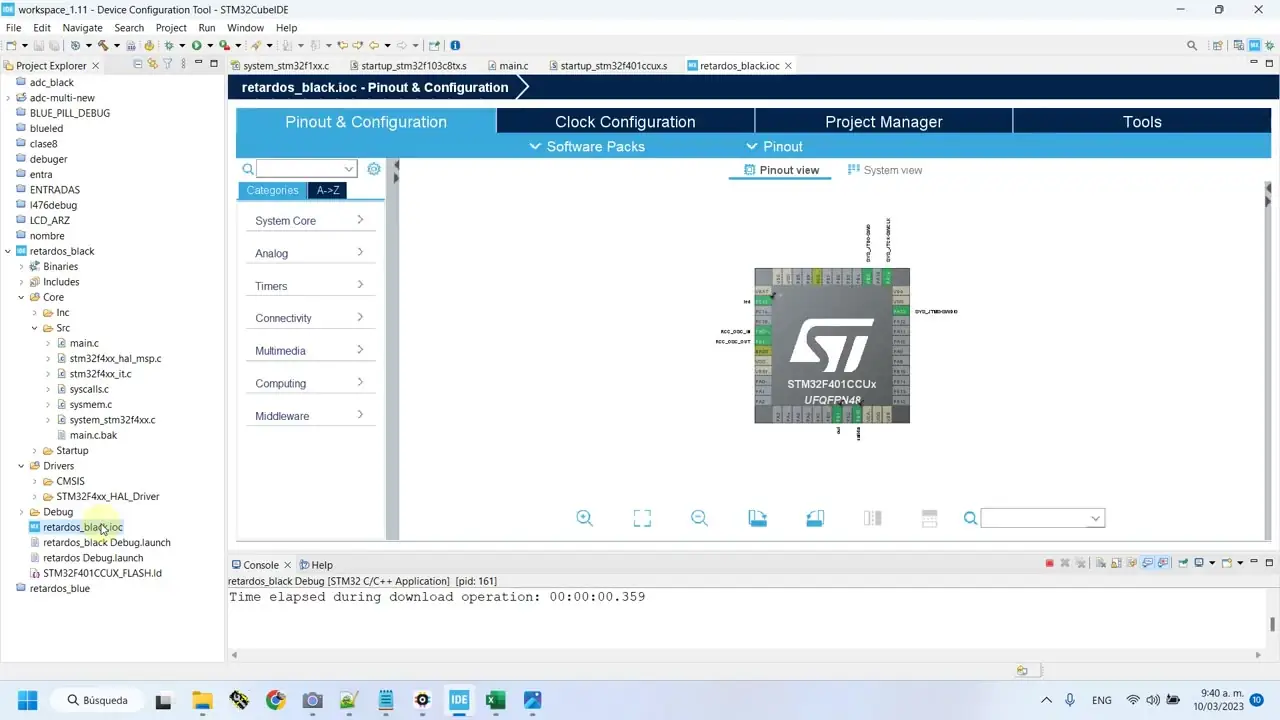 workspace_1.11 - Device Configuration Tool - STM32CubeIDE
File Edit Navigate Search Project Run Window Help
Project Explorer
system_stm32f1xx.c
startup_stm32f103c8tx.s
main.c
startup_stm32f401ccux.s
retardos_black.ioc
adc_black
adc-multi-new
BLUE_PILL_DEBUG
blueled
clase8
debuger
entra
ENTRADAS
l476debug
LCD_ARZ
nombre
retardos_black
Binaries
Includes
Core
Inc
Src
main.c
stm32f4xx_hal_msp.c
stm32f4xx_it.c
syscalls.c
sysmem.c
system_stm32f4xx.c
main.c.bak
Startup
Drivers
CMSIS
STM32F4xx_HAL_Driver
Debug
retardos_black.ioc
retardos_black Debug.launch
retardos Debug.launch
STM32F401CCUX_FLASH.ld
retardos_blue
retardos_black.ioc - Pinout & Configuration
Pinout & Configuration
Clock Configuration
Project Manager
Tools
Software Packs
Pinout
Pinout view
System view
Categories
A->Z
System Core
Analog
Timers
Connectivity
Multimedia
Computing
Middleware
RCC_OSC_IN
RCC_OSC_OUT
STM32F401CCUx
UFQFPN48
Console
Help
retardos_black Debug [STM32 C/C++ Application] [pid: 161]
Time elapsed during download operation: 00:00:00.359
Búsqueda
IDE
ENG
9:40 a. m.
10/03/2023
10